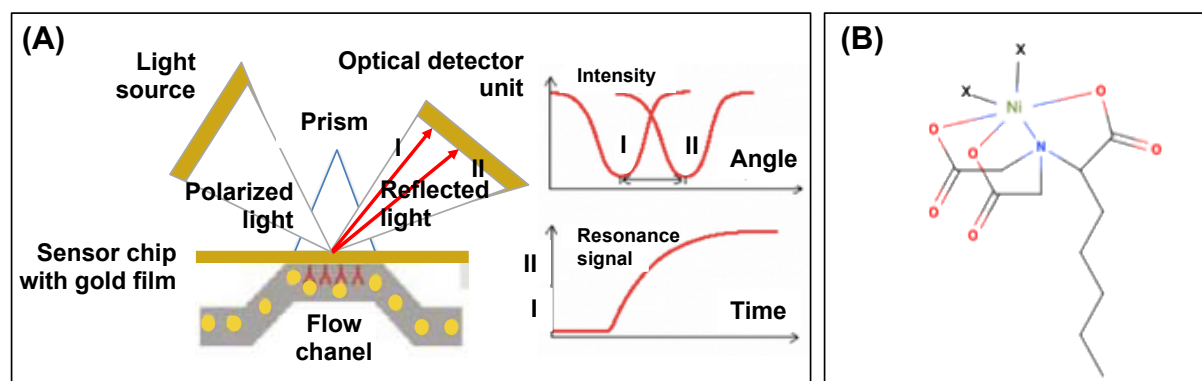 (A)
Light
source
Optical detector
unit
Prism
I
II
Polarized
light
Reflected
light
Sensor chip
with gold film
Flow
chanel
Intensity
I
II
Angle
Resonance
signal
II
I
Time
(B)
X
X
Ni
O
O
O
N
O
O
O